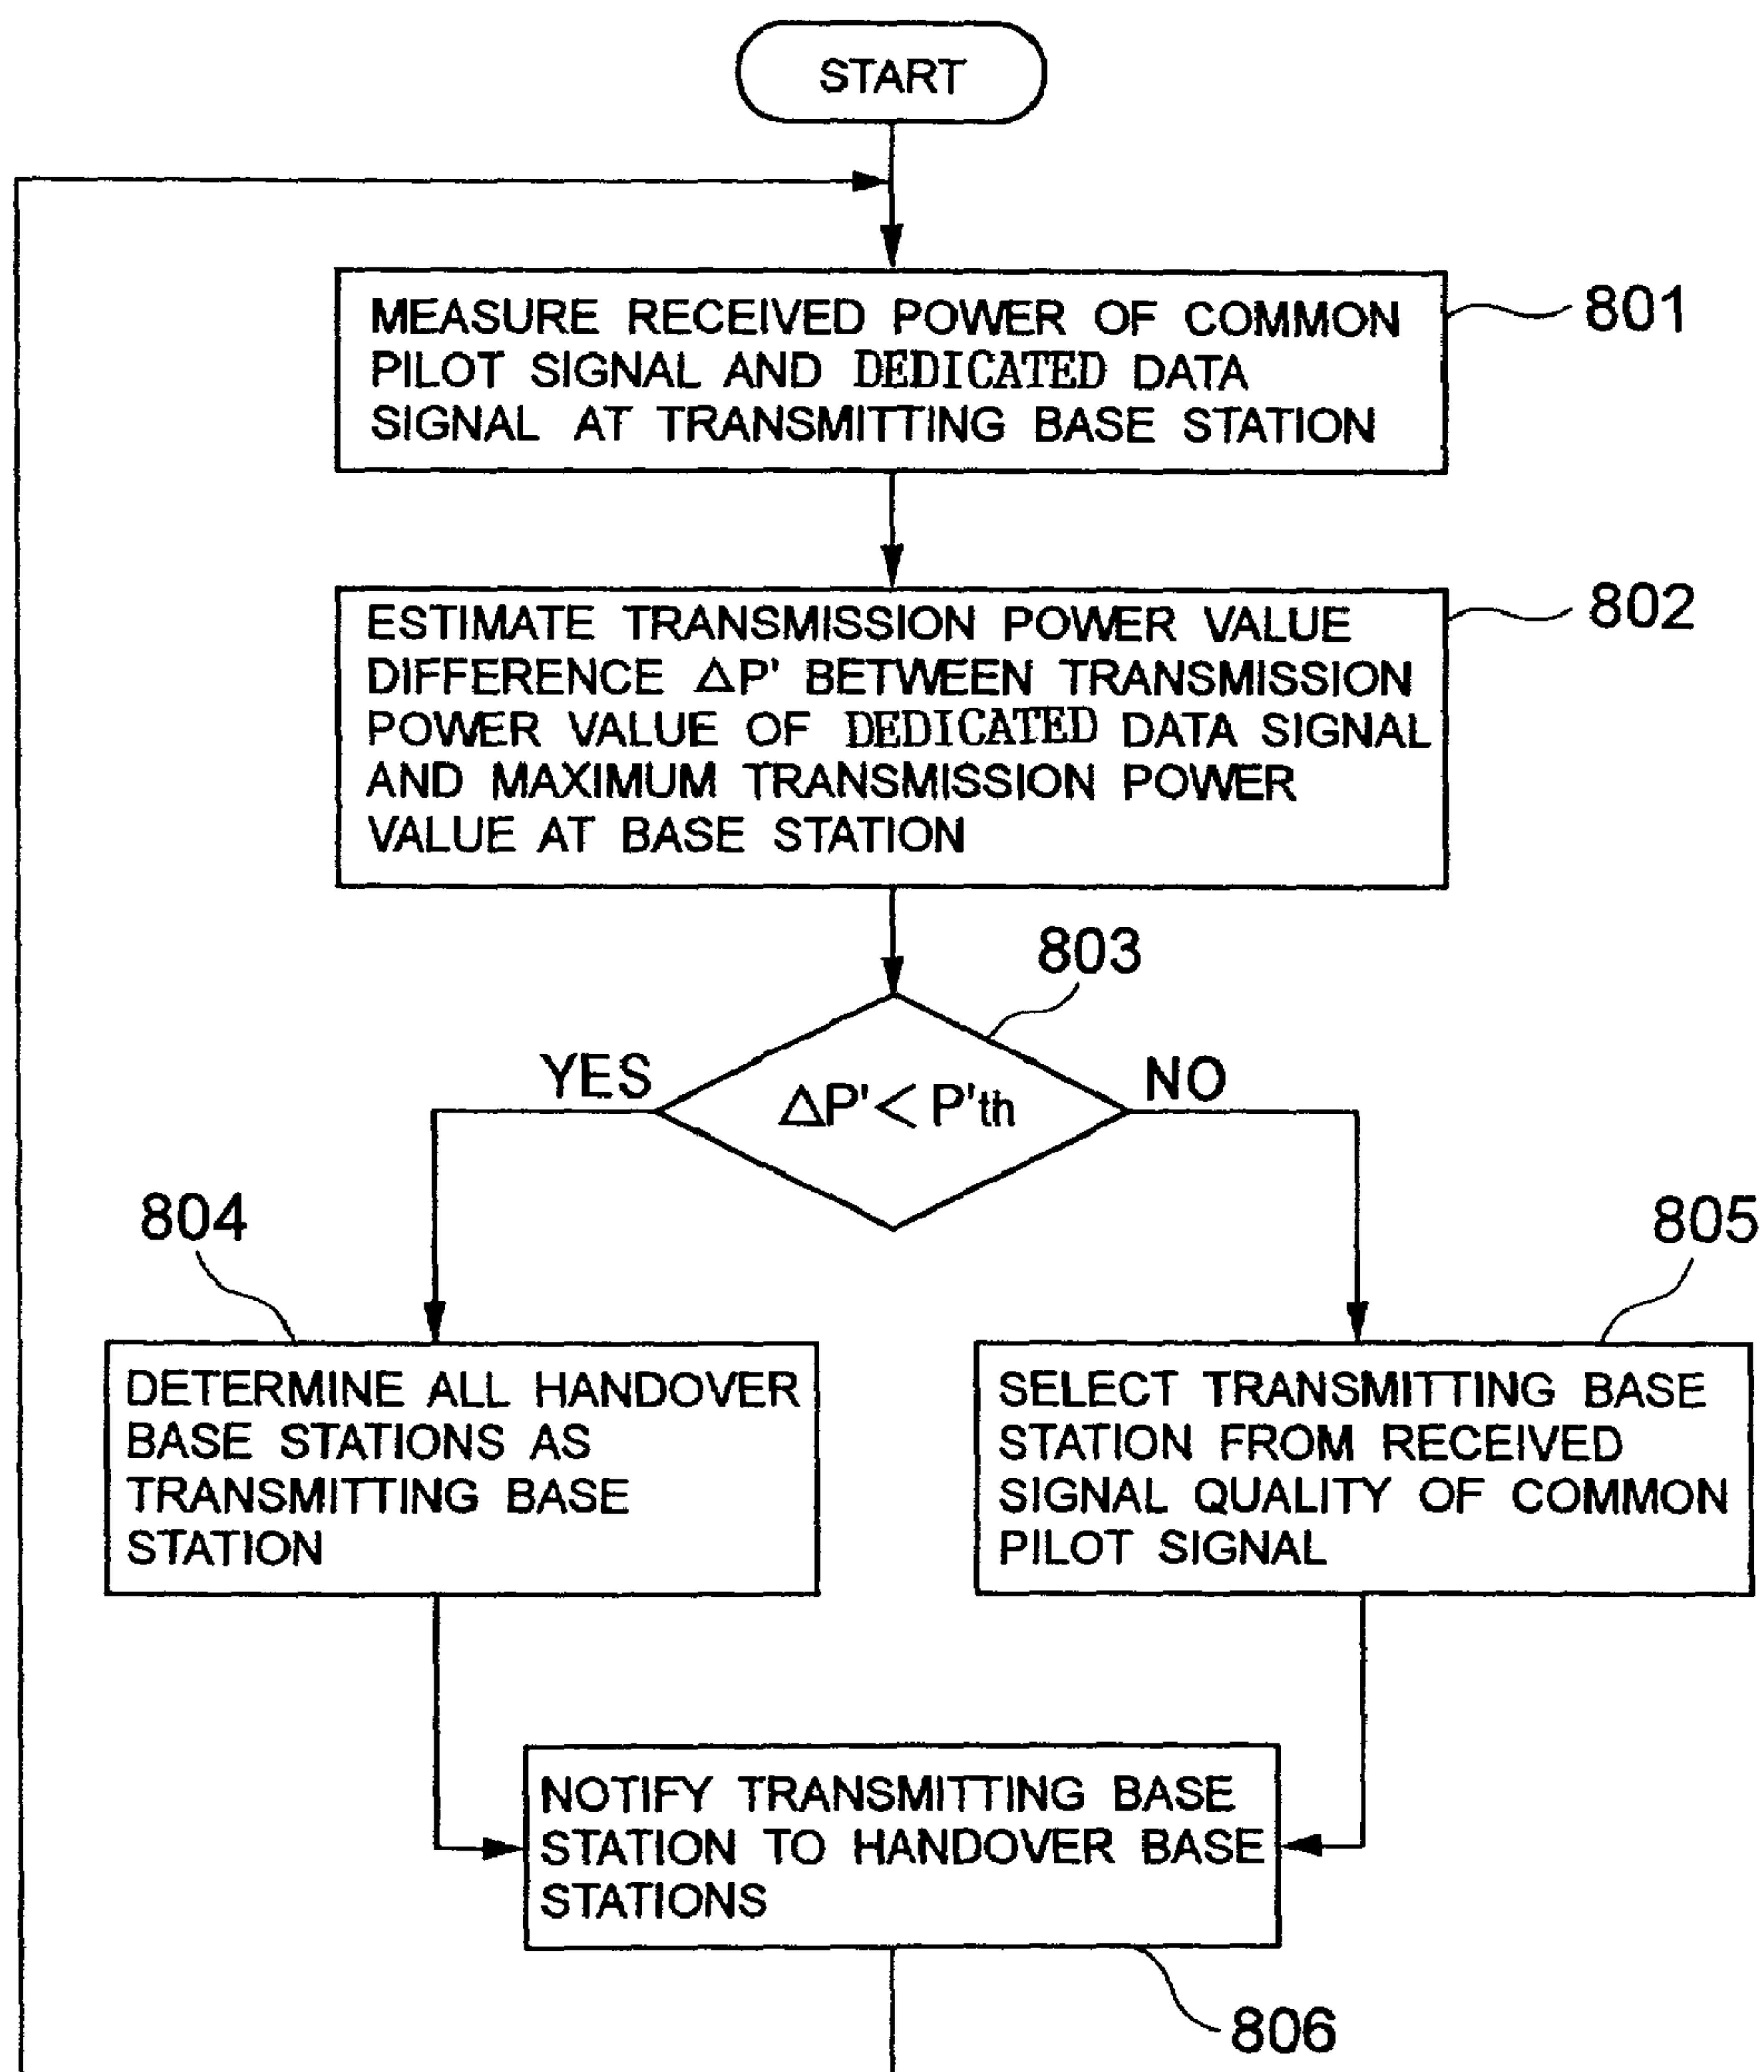 START
MEASURE RECEIVED POWER OF COMMON
PILOT SIGNAL AND DEDICATED DATA
SIGNAL AT TRANSMITTING BASE STATION
801
ESTIMATE TRANSMISSION POWER VALUE
DIFFERENCE △P' BETWEEN TRANSMISSION
POWER VALUE OF DEDICATED DATA SIGNAL
AND MAXIMUM TRANSMISSION POWER
VALUE AT BASE STATION
802
803
YES
△P'<P'th
NO
804
805
DETERMINE ALL HANDOVER
BASE STATIONS AS
TRANSMITTING BASE
STATION
SELECT TRANSMITTING BASE
STATION FROM RECEIVED
SIGNAL QUALITY OF COMMON
PILOT SIGNAL
NOTIFY TRANSMITTING BASE
STATION TO HANDOVER BASE
STATIONS
806